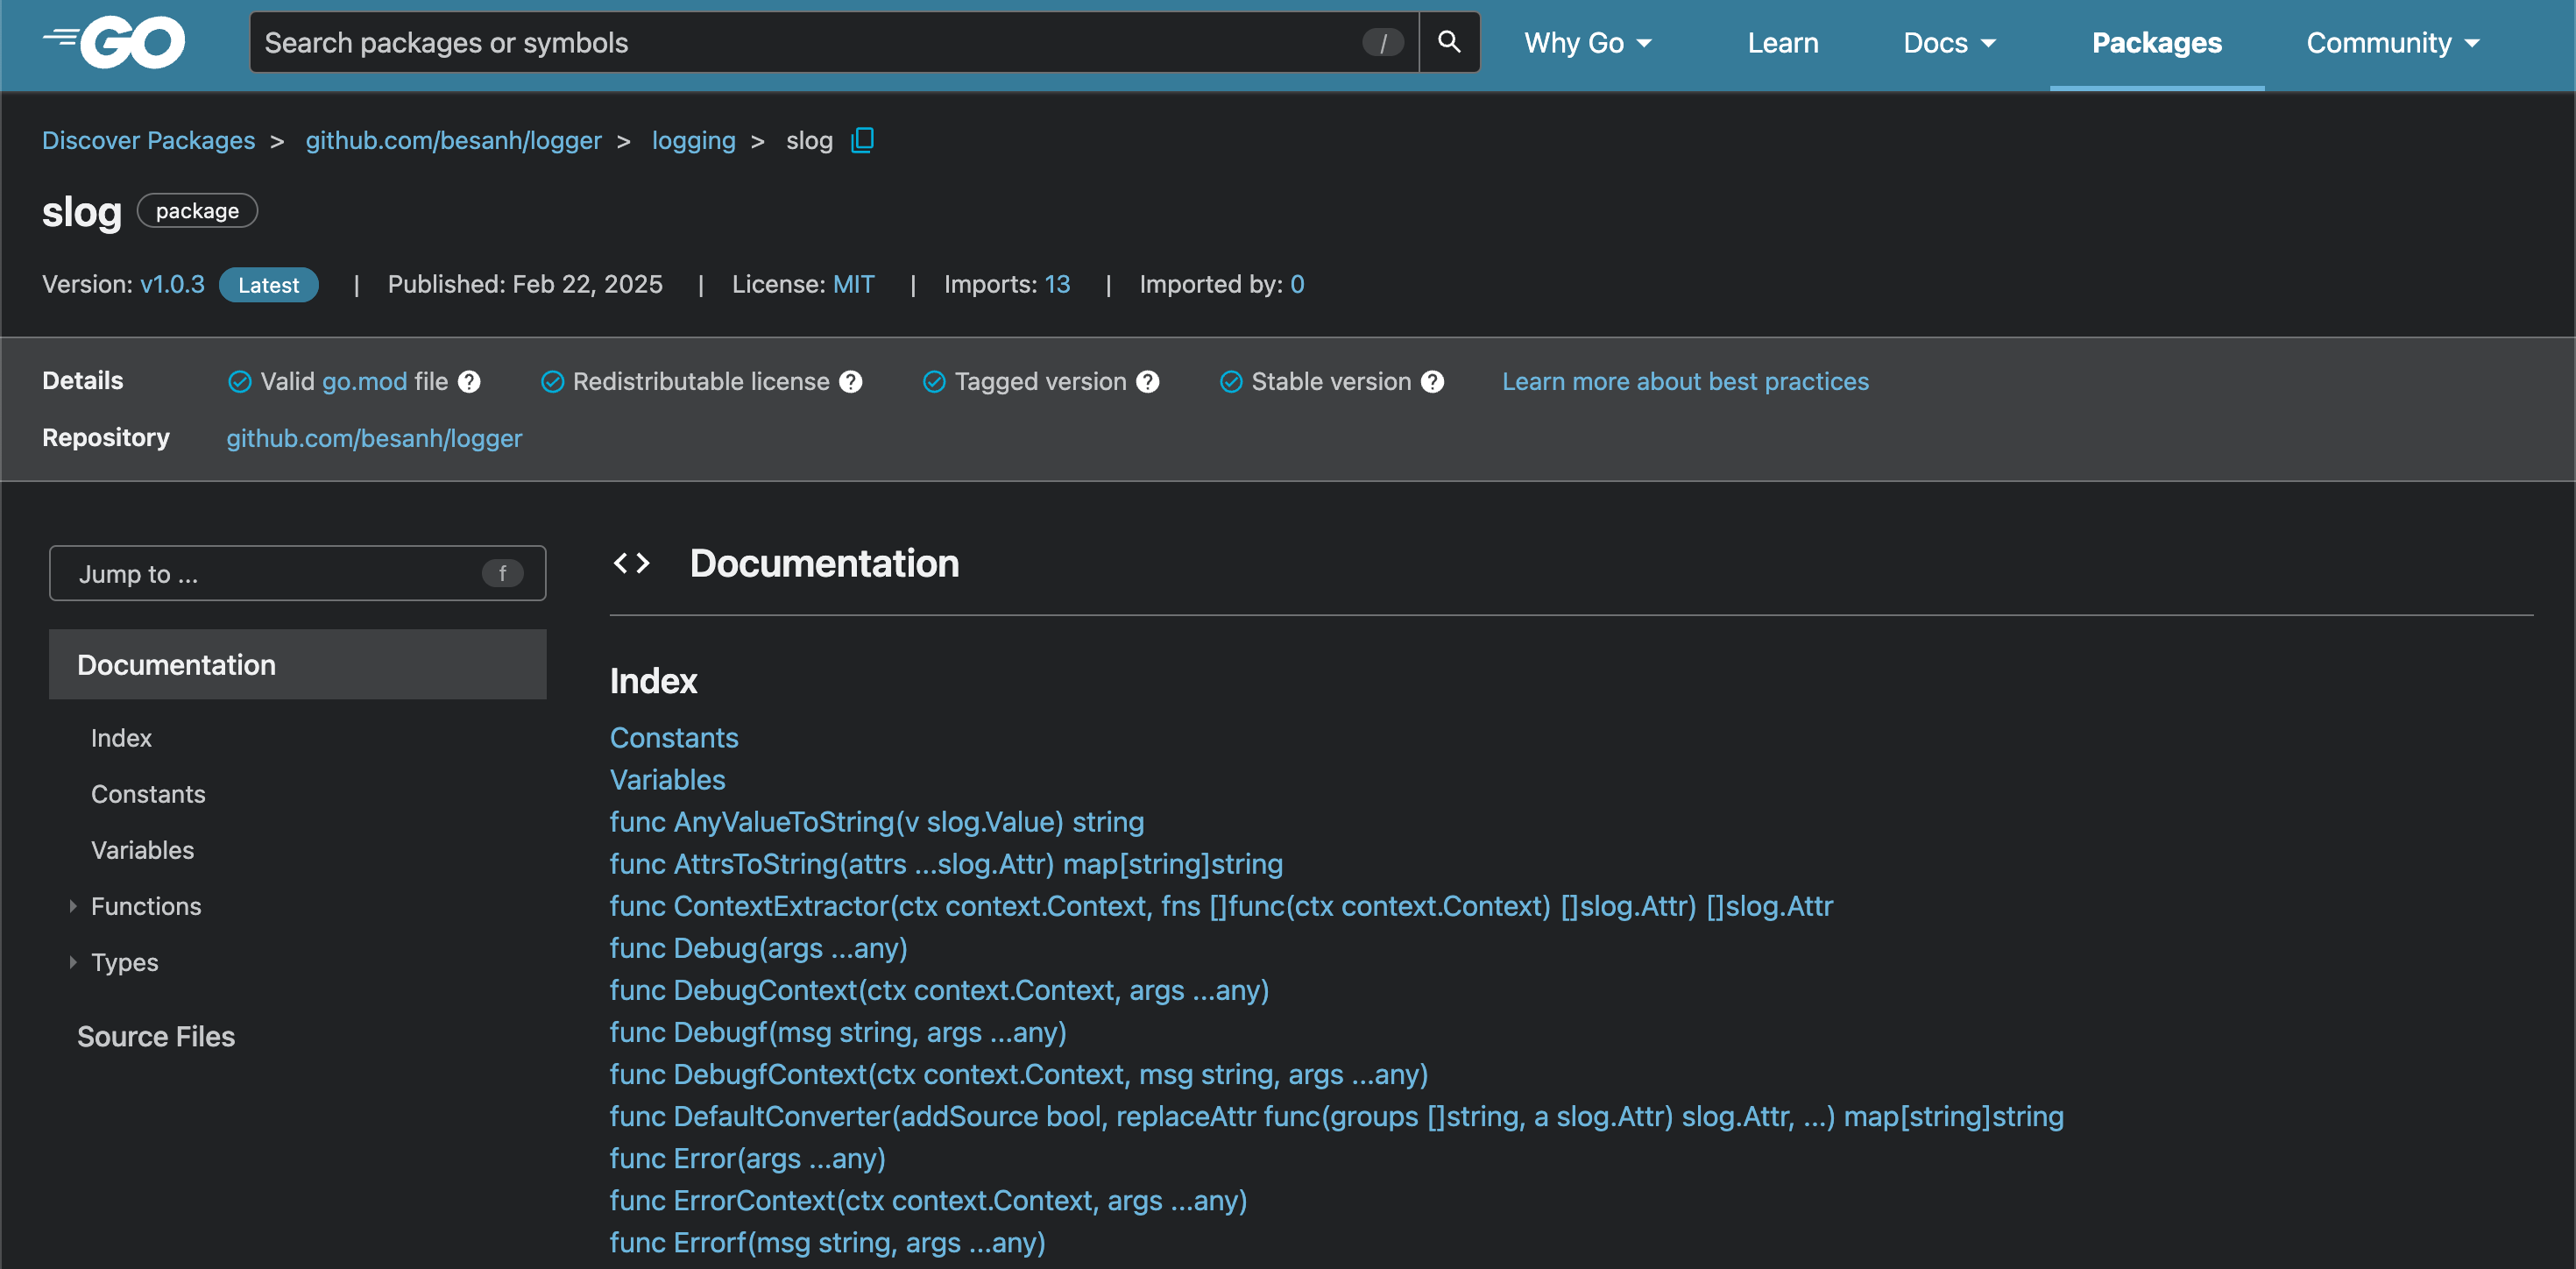 GO
Search packages or symbols /
Why Go
Learn
Docs
Packages
Community
Discover Packages > github.com/besanh/logger > logging > slog
slog package
Version: v1.0.3 Latest | Published: Feb 22, 2025 | License: MIT | Imports: 13 | Imported by: 0
Details Valid go.mod file ? Redistributable license ? Tagged version ? Stable version ? Learn more about best practices
Repository github.com/besanh/logger
Jump to ... f
Documentation
Index
Constants
Variables
Functions
Types
Source Files
<> Documentation
Index
Constants
Variables
func AnyValueToString(v slog.Value) string
func AttrsToString(attrs ...slog.Attr) map[string]string
func ContextExtractor(ctx context.Context, fns []func(ctx context.Context) []slog.Attr) []slog.Attr
func Debug(args ...any)
func DebugContext(ctx context.Context, args ...any)
func Debugf(msg string, args ...any)
func DebugfContext(ctx context.Context, msg string, args ...any)
func DefaultConverter(addSource bool, replaceAttr func(groups []string, a slog.Attr) slog.Attr, ...) map[string]string
func Error(args ...any)
func ErrorContext(ctx context.Context, args ...any)
func Errorf(msg string, args ...any)